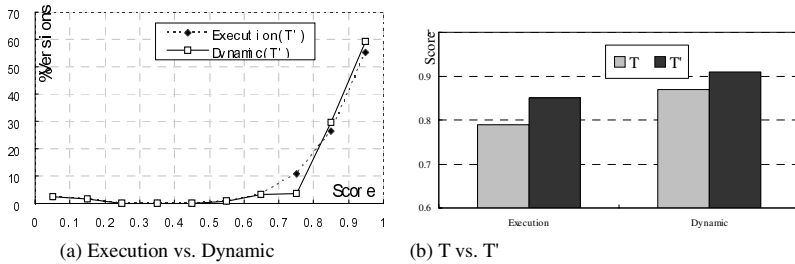 %Versions
70
60
50
40
30
20
10
0
Execution(T')
Dynamic(T')
Score
0 0.1 0.2 0.3 0.4 0.5 0.6 0.7 0.8 0.9 1
(a) Execution vs. Dynamic
Score
0.9
0.8
0.7
0.6
T T'
Execution Dynamic
(b) T vs. T'